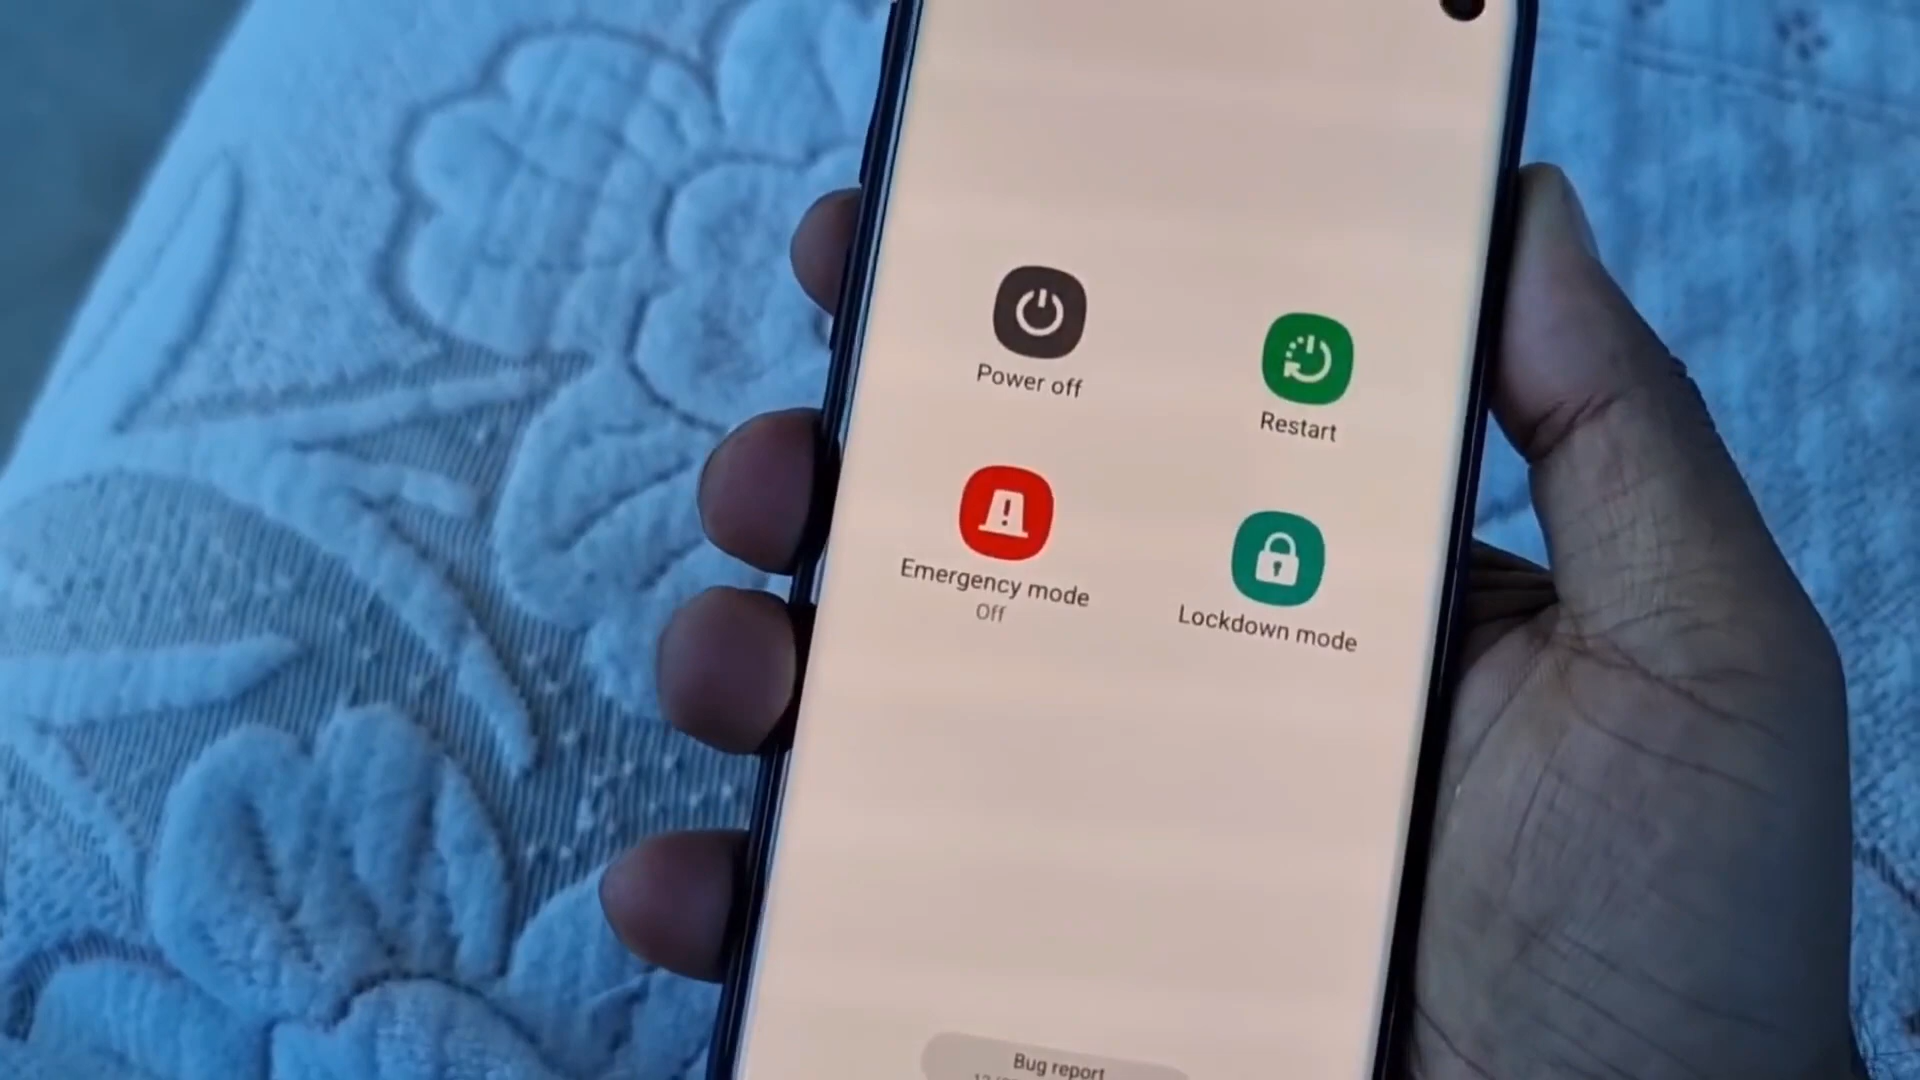 Power off
Restart
Emergency mode
Off
Lockdown mode
Bug report